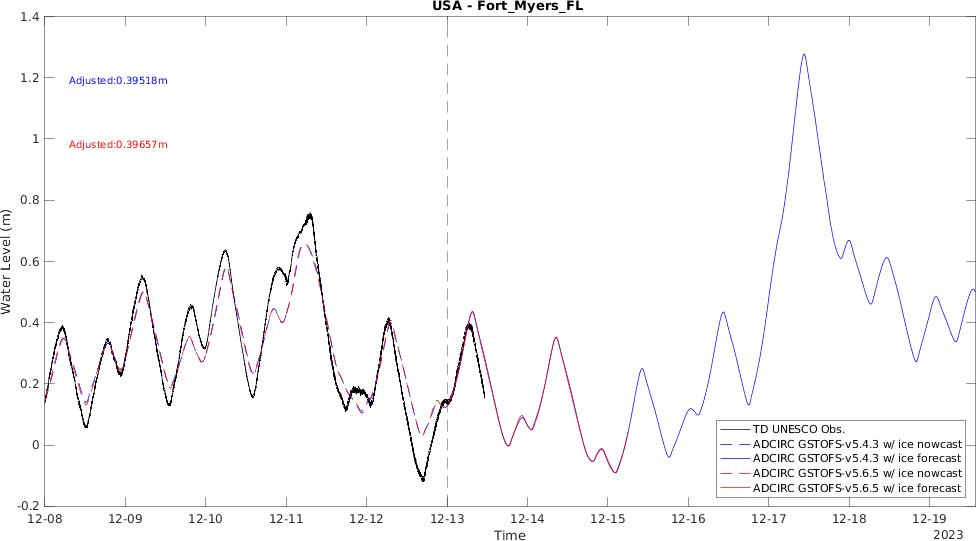 USA - Fort_Myers_FL
1.4
1.2
1
0.8
0.6
0.4
0.2
0
-0.2
Water Level (m)
Adjusted:0.39518m
Adjusted:0.39657m
TD UNESCO Obs.
ADCIRC GSTOFS-v5.4.3 w/ ice nowcast
ADCIRC GSTOFS-v5.4.3 w/ ice forecast
ADCIRC GSTOFS-v5.6.5 w/ ice nowcast
ADCIRC GSTOFS-v5.6.5 w/ ice forecast
12-08 12-09 12-10 12-11 12-12 12-13 12-14 12-15 12-16 12-17 12-18 12-19
Time
2023